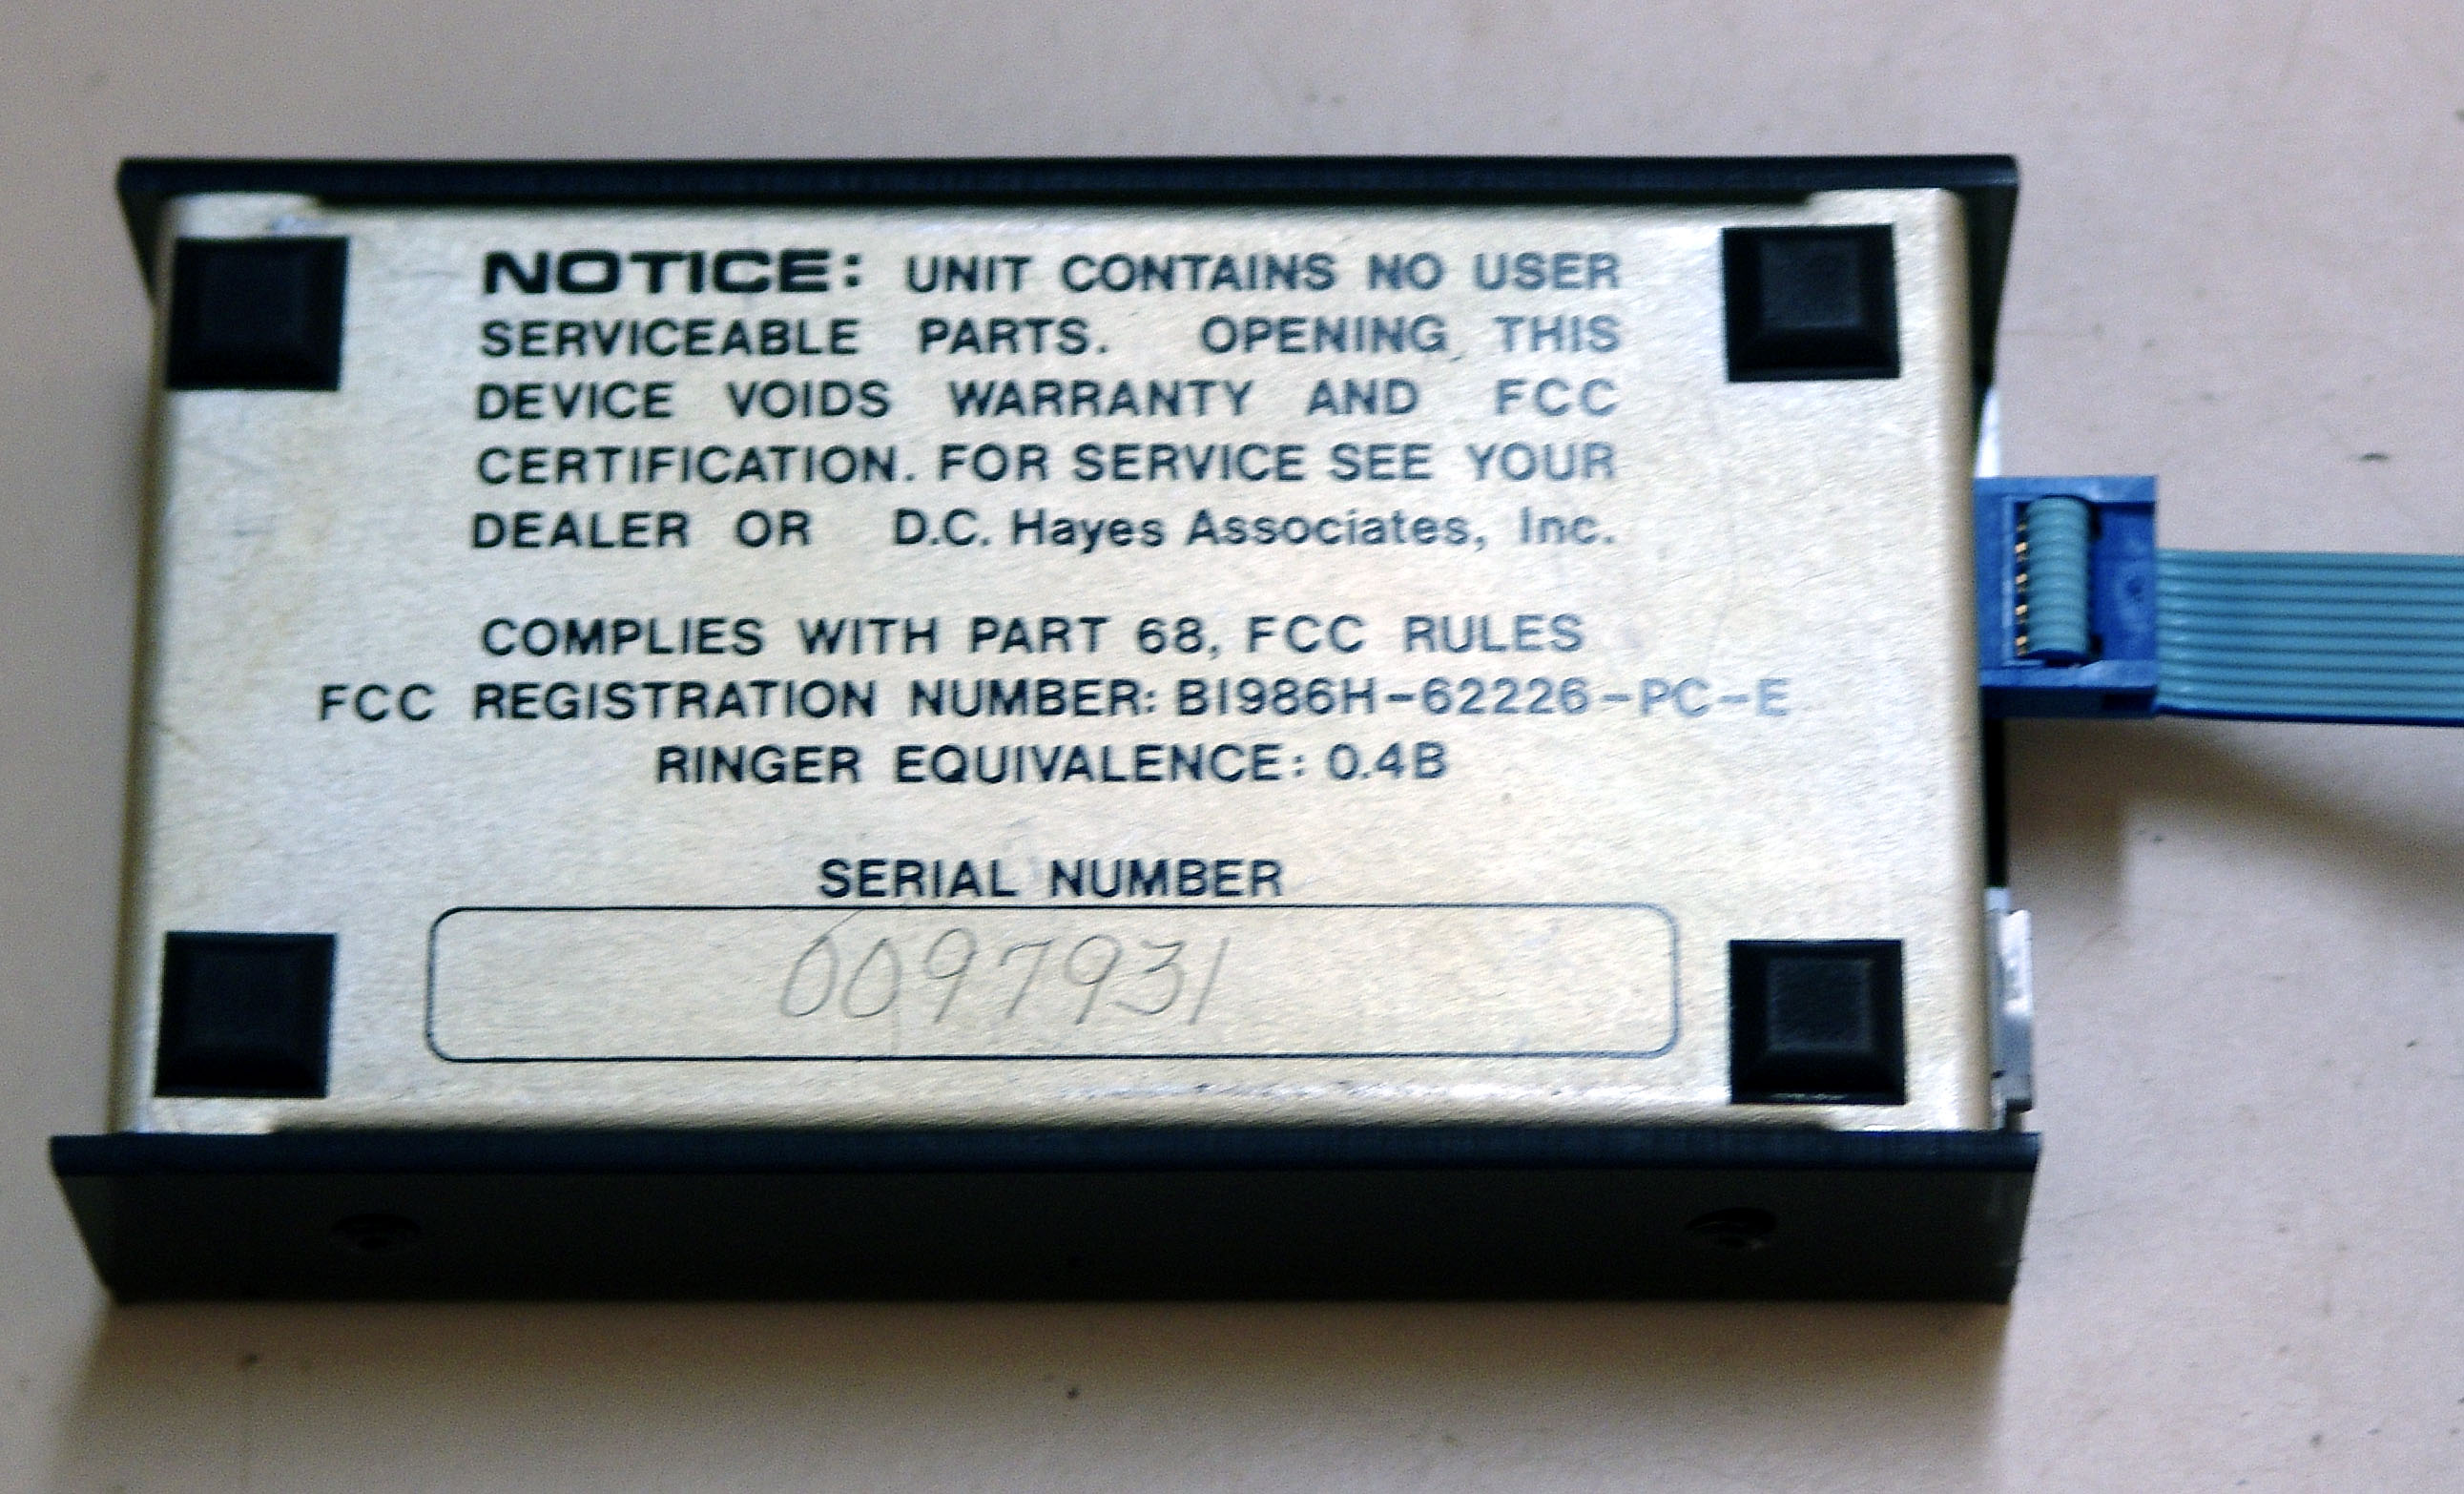 NOTICE: UNIT CONTAINS NO USER
SERVICEABLE PARTS. OPENING THIS
DEVICE VOIDS WARRANTY AND FCC
CERTIFICATION. FOR SERVICE SEE YOUR
DEALER OR D.C. Hayes Associates, Inc.
COMPLIES WITH PART 68, FCC RULES
FCC REGISTRATION NUMBER: BI986H-62226-PC-E
RINGER EQUIVALENCE: 0.4B
SERIAL NUMBER
0097931